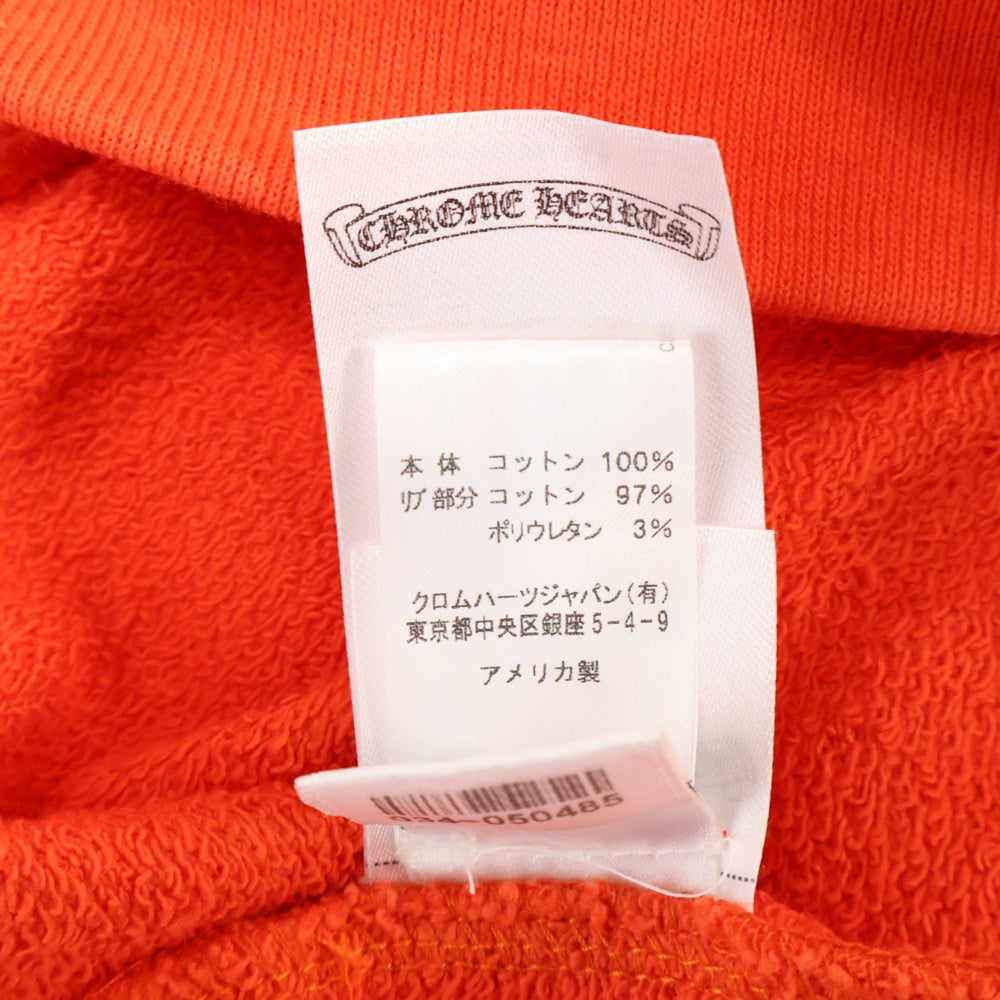 CHROME HEARTS
本体 コットン 100%
リブ部分 コットン 97%
ポリウレタン 3%
クロムハーツジャパン(有)
東京都中央区銀座5-4-9
アメリカ製
050485